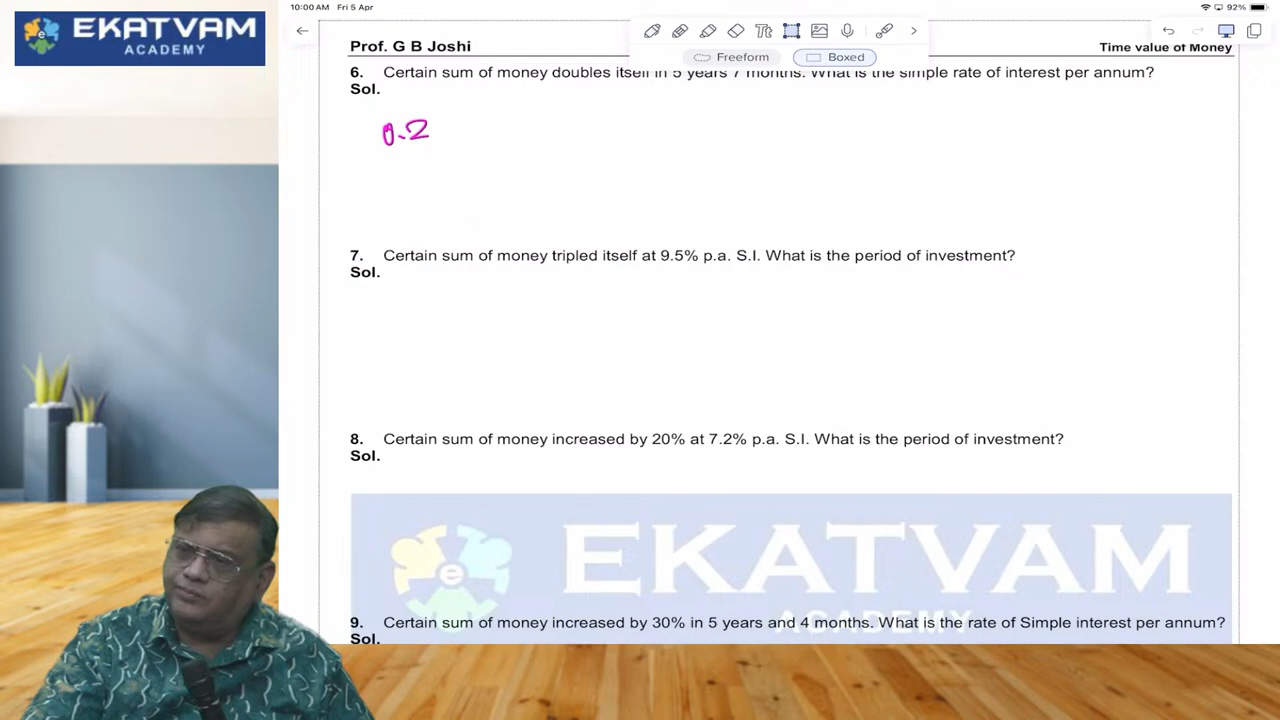 10:00 AM Fri 5 Apr
92%
EKATVAM
ACADEMY
Freeform
Boxed
Prof. G B Joshi
Time value of Money
6. Certain sum of money doubles itself in 5 years 7 months. What is the simple rate of interest per annum?
Sol.
0.2
7. Certain sum of money tripled itself at 9.5% p.a. S.I. What is the period of investment?
Sol.
8. Certain sum of money increased by 20% at 7.2% p.a. S.I. What is the period of investment?
Sol.
EKATVAM
ACADEMY
9. Certain sum of money increased by 30% in 5 years and 4 months. What is the rate of Simple interest per annum?
Sol.